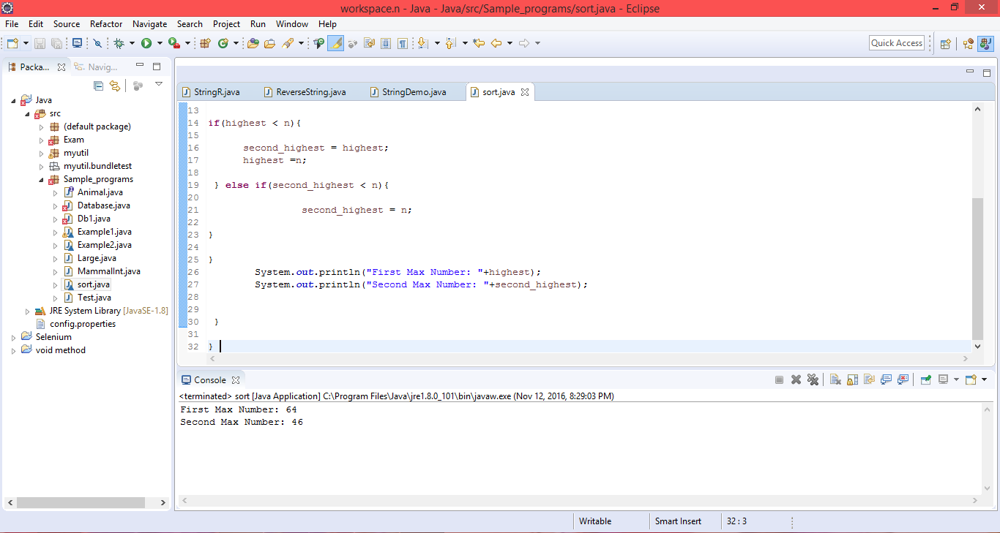 workspace.n - Java - Java/src/Sample_programs/sort.java - Eclipse
File Edit Source Refactor Navigate Search Project Run Window Help
Quick Access
Packa... Navig...
Java
src
(default package)
Exam
myutil
myutil.bundletest
Sample_programs
Animal.java
Database.java
Db1.java
Example1.java
Example2.java
Large.java
MammalInt.java
sort.java
Test.java
JRE System Library [JavaSE-1.8]
config.properties
Selenium
void method
StringR.java ReverseString.java StringDemo.java sort.java
13
14 if(highest < n){
15
16 second_highest = highest;
17 highest =n;
18
19 } else if(second_highest < n){
20
21 second_highest = n;
22
23 }
24
25 }
26 System.out.println("First Max Number: "+highest);
27 System.out.println("Second Max Number: "+second_highest);
28
29
30 }
31
32 }
Console
<terminated> sort [Java Application] C:\Program Files\Java\jre1.8.0_101\bin\javaw.exe (Nov 12, 2016, 8:29:03 PM)
First Max Number: 64
Second Max Number: 46
Writable Smart Insert 32 : 3